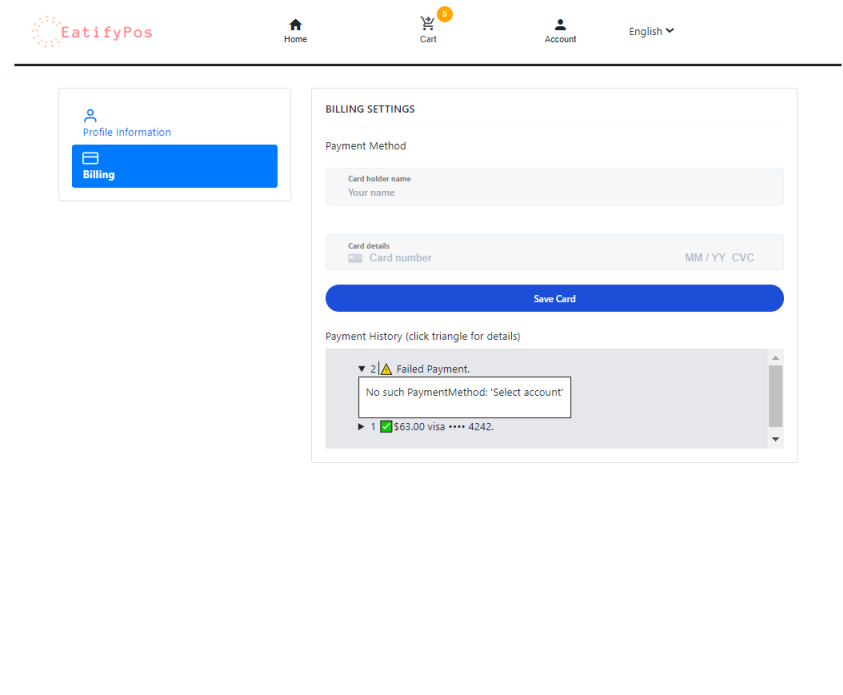 EatifyPos
5
Home
Cart
Account
English
Profile Information
Billing
BILLING SETTINGS
Payment Method
Card holder name
Your name
Card details
Card number MM / YY CVC
Save Card
Payment History (click triangle for details)
2 Failed Payment.
No such PaymentMethod: 'Select account'
1 $63.00 visa •••• 4242.